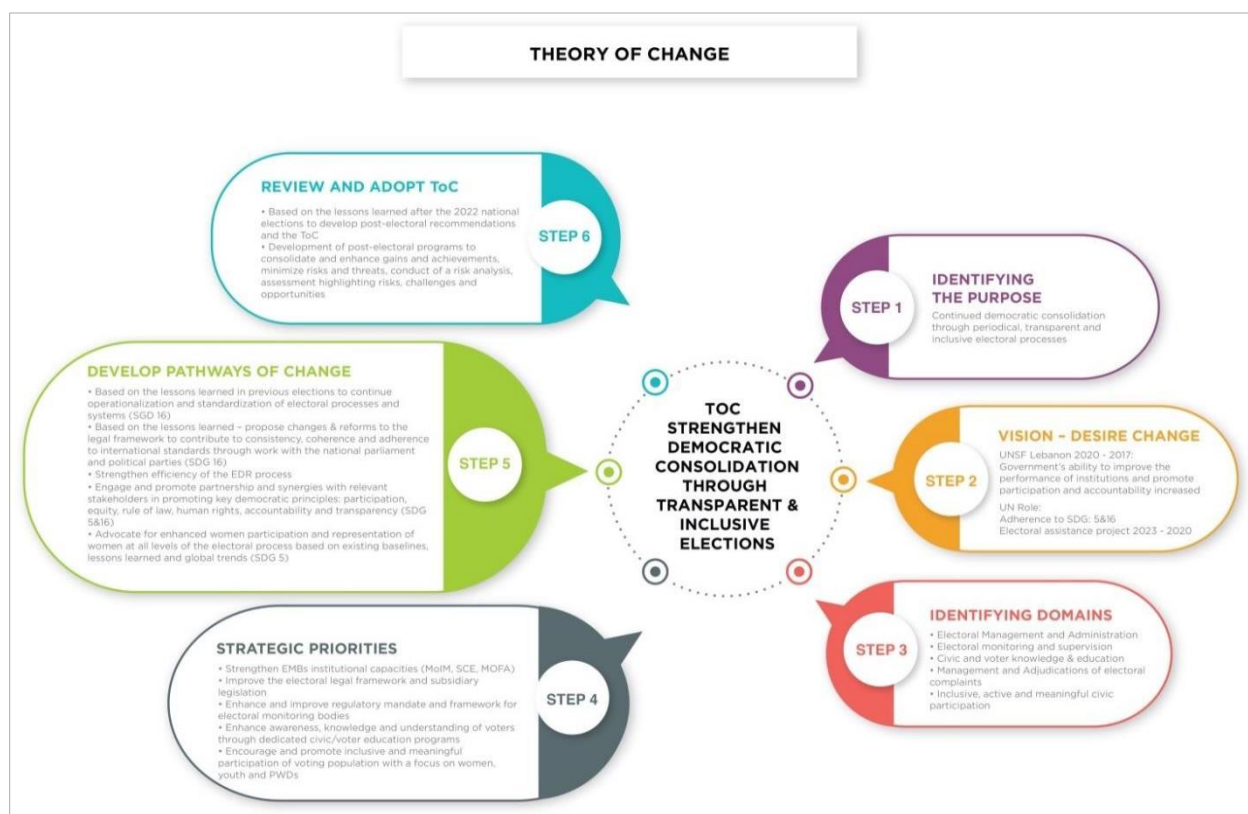 THEORY OF CHANGE
REVIEW AND ADOPT ToC
• Based on the lessons learned after the 2022 national
elections to develop post-electoral recommendations
and the ToC
• Development of post-electoral programs to
consolidate and enhance gains and achievements,
minimize risks and threats, conduct of a risk analysis,
assessment highlighting risks, challenges and
opportunities
STEP 6
STEP 1
IDENTIFYING
THE PURPOSE
Continued democratic consolidation
through periodical, transparent and
inclusive electoral processes
DEVELOP PATHWAYS OF CHANGE
• Based on the lessons learned in previous elections to continue
operationalization and standardization of electoral processes and
systems (SGD 16)
• Based on the lessons learned – propose changes & reforms to the
legal framework to contribute to consistency, coherence and adherence
to international standards through work with the national parliament
and political parties (SDG 16)
• Strengthen efficiency of the EDR process
• Engage and promote partnership and synergies with relevant
stakeholders in promoting key democratic principles: participation,
equity, rule of law, human rights, accountability and transparency (SDG
5&16)
• Advocate for enhanced women participation and representation of
women at all levels of the electoral process based on existing baselines,
lessons learned and global trends (SDG 5)
STEP 5
TOC
STRENGTHEN
DEMOCRATIC
CONSOLIDATION
THROUGH
TRANSPARENT &
INCLUSIVE
ELECTIONS
STEP 2
VISION – DESIRE CHANGE
UNSF Lebanon 2020 - 2017:
Government's ability to improve the
performance of institutions and promote
participation and accountability increased
UN Role:
Adherence to SDG: 5&16
Electoral assistance project 2023 - 2020
STRATEGIC PRIORITIES
• Strengthen EMBs institutional capacities (MoIM, SCE, MOFA)
• Improve the electoral legal framework and subsidiary
legislation
• Enhance and improve regulatory mandate and framework for
electoral monitoring bodies
• Enhance awareness, knowledge and understanding of voters
through dedicated civic/voter education programs
• Encourage and promote inclusive and meaningful
participation of voting population with a focus on women,
youth and PWDs
STEP 4
STEP 3
IDENTIFYING DOMAINS
• Electoral Management and Administration
• Electoral monitoring and supervision
• Civic and voter knowledge & education
• Management and Adjudications of electoral
complaints
• Inclusive, active and meaningful civic
participation